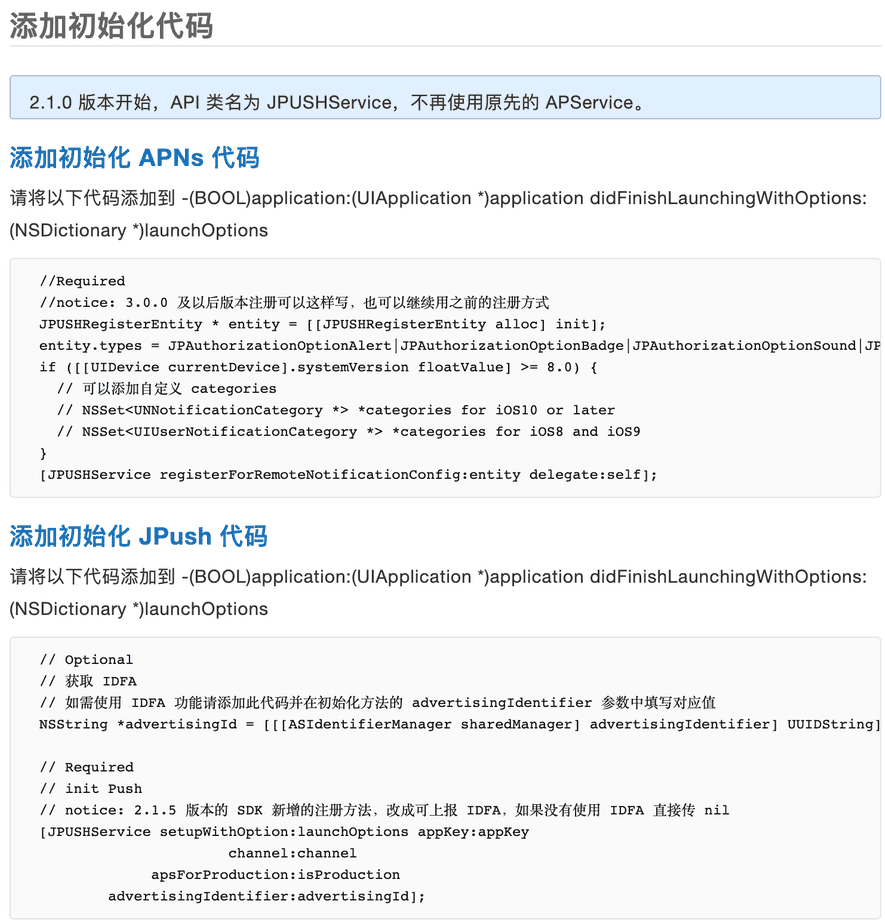 添加初始化代码
2.1.0 版本开始，API 类名为 JPUSHService，不再使用原先的 APService。
添加初始化 APNs 代码
请将以下代码添加到 -(BOOL)application:(UIApplication *)application didFinishLaunchingWithOptions:
(NSDictionary *)launchOptions
//Required
//notice: 3.0.0 及以后版本注册可以这样写，也可以继续用之前的注册方式
JPUSHRegisterEntity * entity = [[JPUSHRegisterEntity alloc] init];
entity.types = JPAuthorizationOptionAlert|JPAuthorizationOptionBadge|JPAuthorizationOptionSound|JP
if ([[UIDevice currentDevice].systemVersion floatValue] >= 8.0) {
  // 可以添加自定义 categories
  // NSSet<UNNotificationCategory *> *categories for iOS10 or later
  // NSSet<UIUserNotificationCategory *> *categories for iOS8 and iOS9
}
[JPUSHService registerForRemoteNotificationConfig:entity delegate:self];
添加初始化 JPush 代码
请将以下代码添加到 -(BOOL)application:(UIApplication *)application didFinishLaunchingWithOptions:
(NSDictionary *)launchOptions
// Optional
// 获取 IDFA
// 如需使用 IDFA 功能请添加此代码并在初始化方法的 advertisingIdentifier 参数中填写对应值
NSString *advertisingId = [[[ASIdentifierManager sharedManager] advertisingIdentifier] UUIDString]
// Required
// init Push
// notice: 2.1.5 版本的 SDK 新增的注册方法，改成可上报 IDFA，如果没有使用 IDFA 直接传 nil
[JPUSHService setupWithOption:launchOptions appKey:appKey
                      channel:channel
             apsForProduction:isProduction
        advertisingIdentifier:advertisingId];